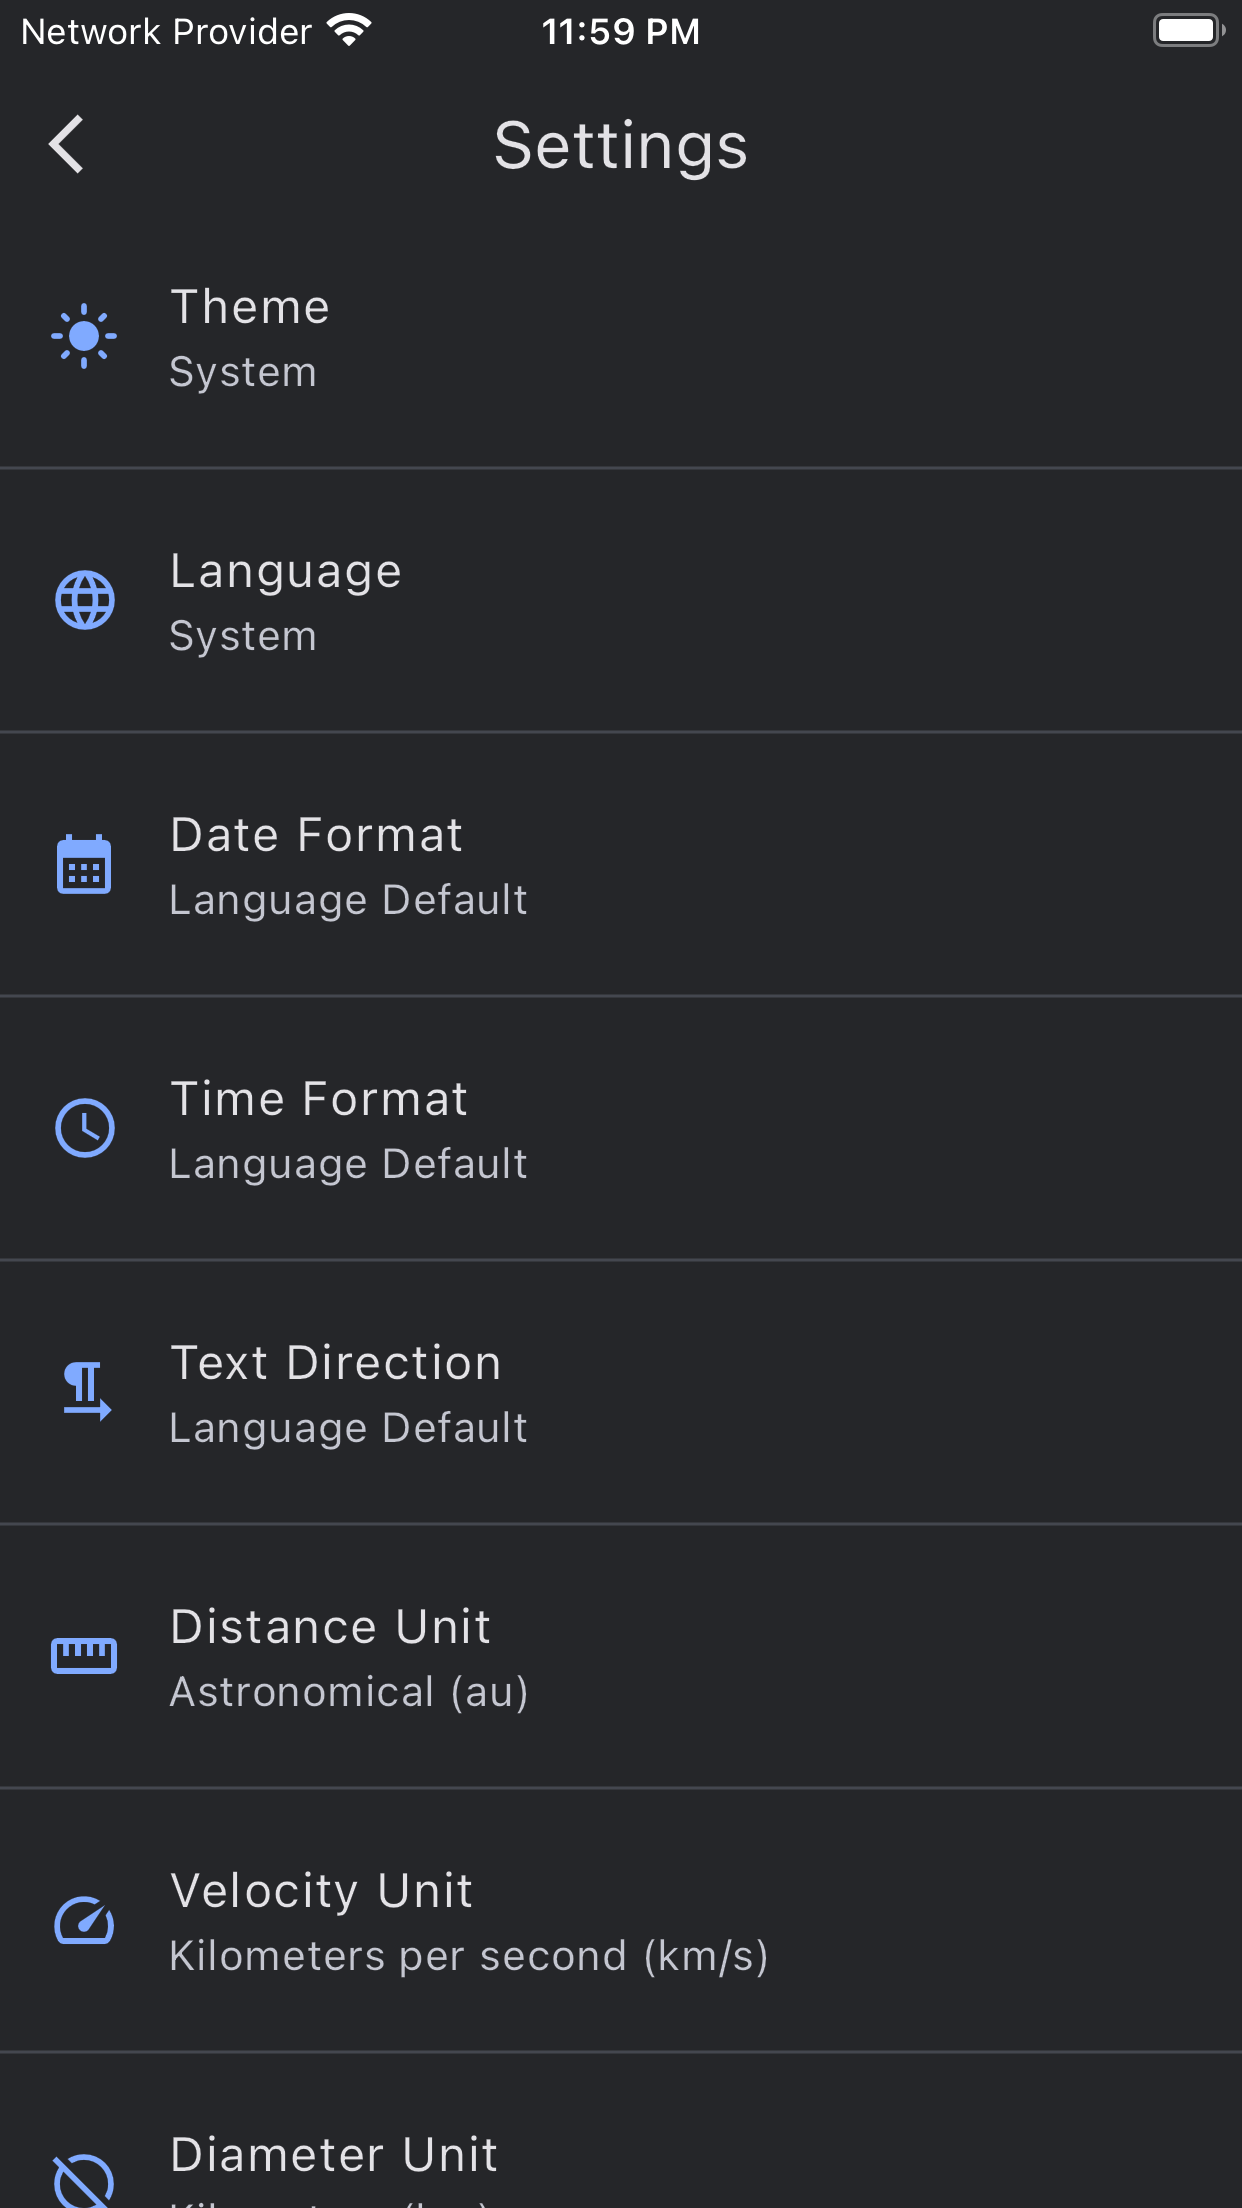 Network Provider 11:59 PM
Settings
Theme
System
Language
System
Date Format
Language Default
Time Format
Language Default
Text Direction
Language Default
Distance Unit
Astronomical (au)
Velocity Unit
Kilometers per second (km/s)
Diameter Unit